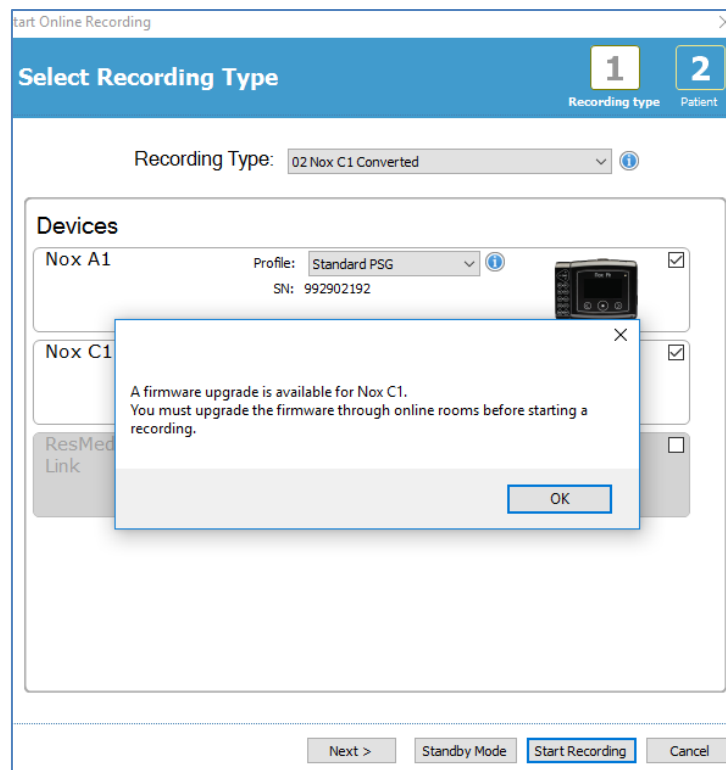 tart Online Recording
Select Recording Type
1
Recording type
2
Patient
Recording Type: 02 Nox C1 Converted
Devices
Nox A1
Profile: Standard PSG
SN: 992902192
Nox C1
A firmware upgrade is available for Nox C1.
You must upgrade the firmware through online rooms before starting a
recording.
OK
ResMed
Link
Next >
Standby Mode
Start Recording
Cancel